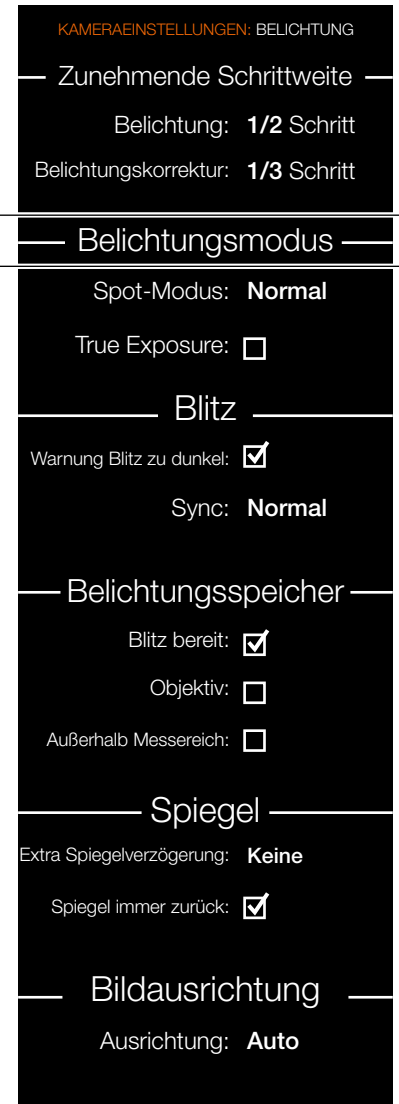 KAMERAEINSTELLUNGEN: BELICHTUNG
Zunehmende Schrittweite
Belichtung: 1/2 Schritt
Belichtungskorrektur: 1/3 Schritt
Belichtungsmodus
Spot-Modus: Normal
True Exposure:
Blitz
Warnung Blitz zu dunkel:
Sync: Normal
Belichtungsspeicher
Blitz bereit:
Objektiv:
Außerhalb Messereich:
Spiegel
Extra Spiegelverzögerung: Keine
Spiegel immer zurück:
Bildausrichtung
Ausrichtung: Auto